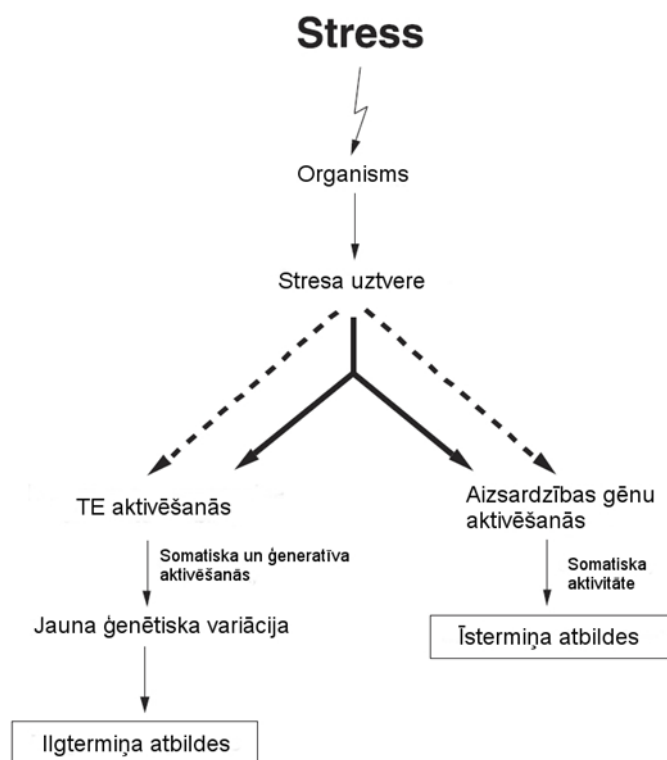 Stress
Organisms
Stresa uztvere
TE aktivēšanās
Aizsardzības gēnu
aktivēšanās
Somatiska un ģeneratīva
aktivēšanās
Somatiska
aktivitāte
Jauna ģenētiska variācija
Īstermiņa atbildes
Ilgtermiņa atbildes